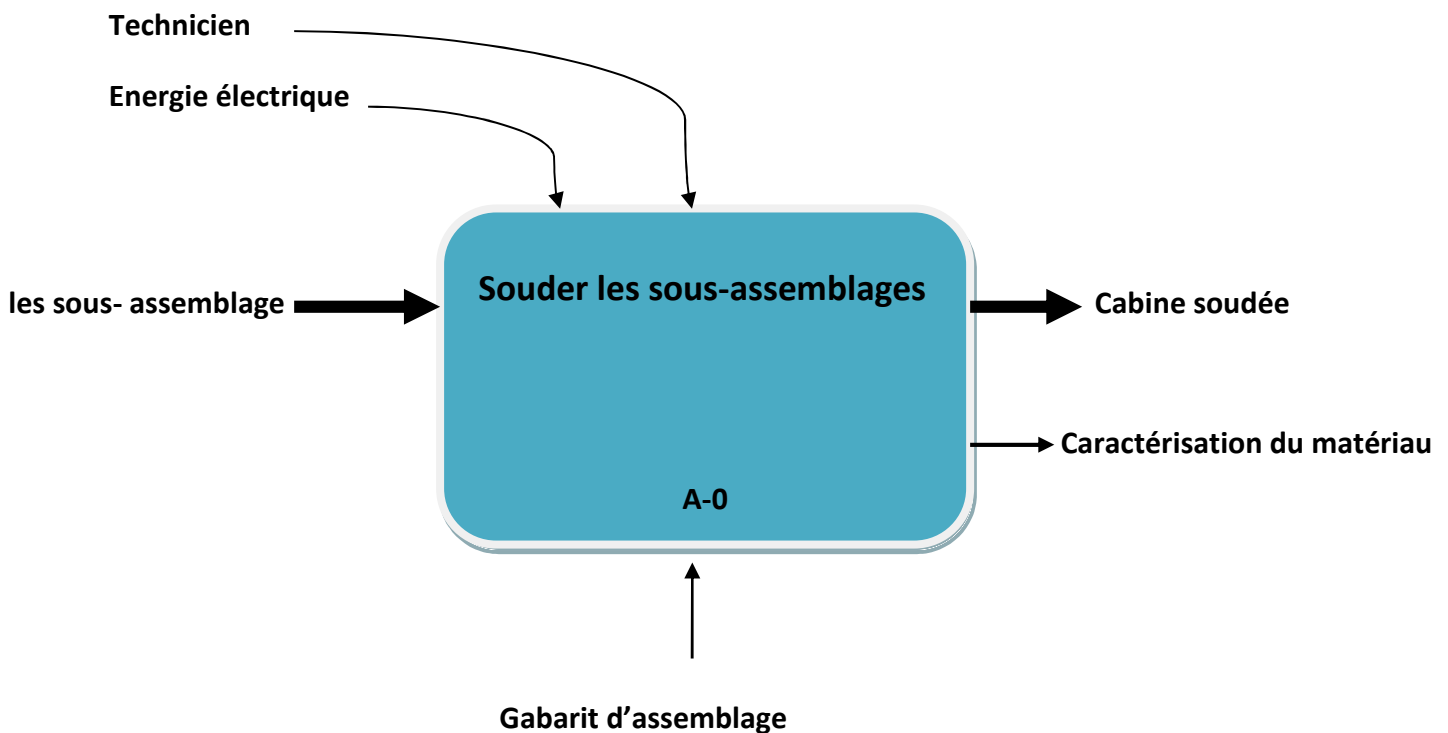 Technicien
Energie électrique
Souder les sous-assemblages
les sous- assemblage
Cabine soudée
Caractérisation du matériau
A-0
Gabarit d’assemblage